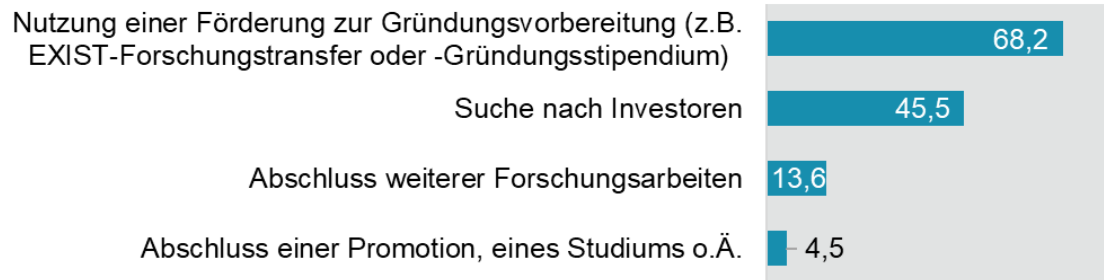 Nutzung einer Förderung zur Gründungsvorbereitung (z.B.
EXIST-Forschungstransfer oder -Gründungsstipendium)
68,2
Suche nach Investoren
45,5
Abschluss weiterer Forschungsarbeiten
13,6
Abschluss einer Promotion, eines Studiums o.Ä.
4,5